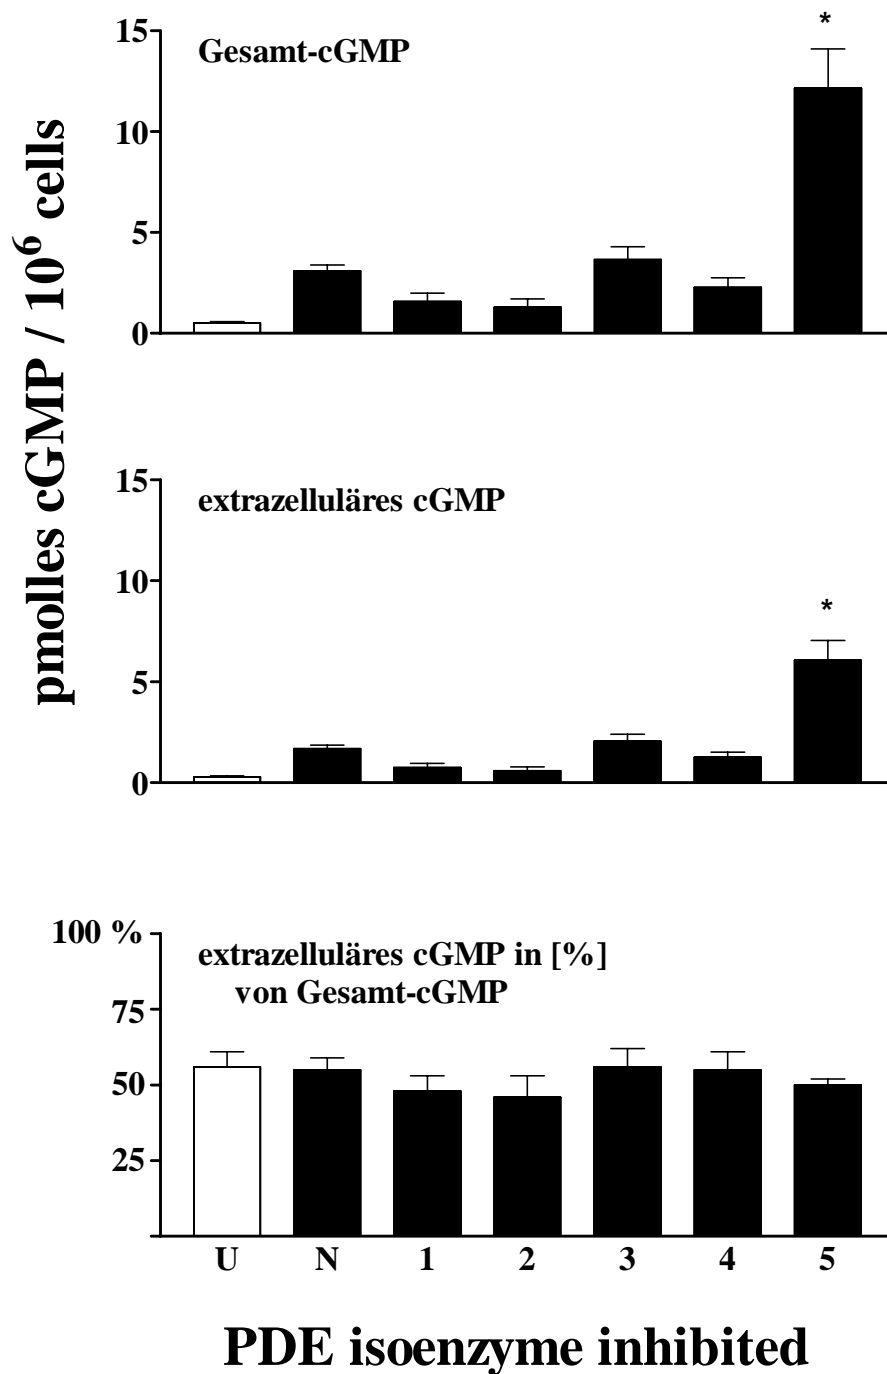 pmolles cGMP / 10⁶ cells
*
15
Gesamt-cGMP
10
5
0
15
extrazelluläres cGMP
10
*
5
0
100 %
extrazelluläres cGMP in [%]
von Gesamt-cGMP
75
50
25
U N 1 2 3 4 5
PDE isoenzyme inhibited